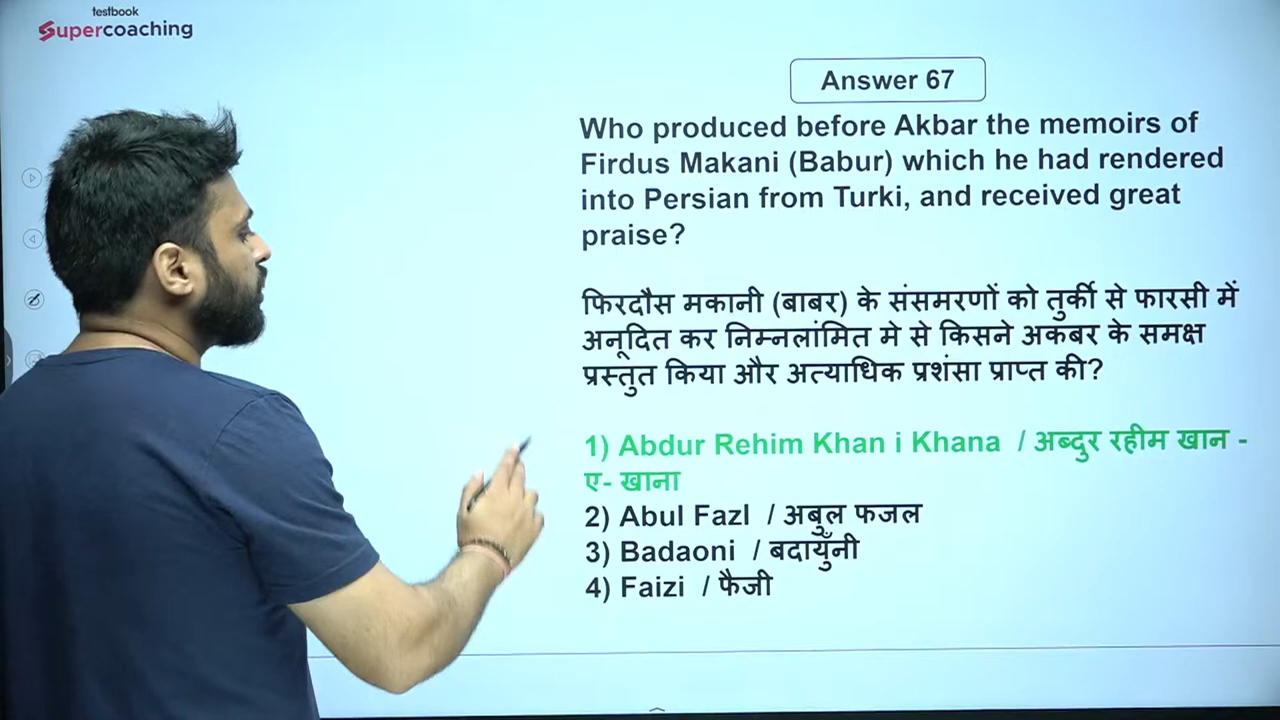 testbook
Supercoaching
Answer 67
Who produced before Akbar the memoirs of
Firdus Makani (Babur) which he had rendered
into Persian from Turki, and received great
praise?
फिरदौस मकानी (बाबर) के संसमरणों को तुर्की से फारसी में
अनूदित कर निम्नलांमित मे से किसने अकबर के समक्ष
प्रस्तुत किया और अत्याधिक प्रशंसा प्राप्त की?
1) Abdur Rehim Khan i Khana / अब्दुर रहीम खान -
ए- खाना
2) Abul Fazl / अबुल फजल
3) Badaoni / बदायुँनी
4) Faizi / फैजी